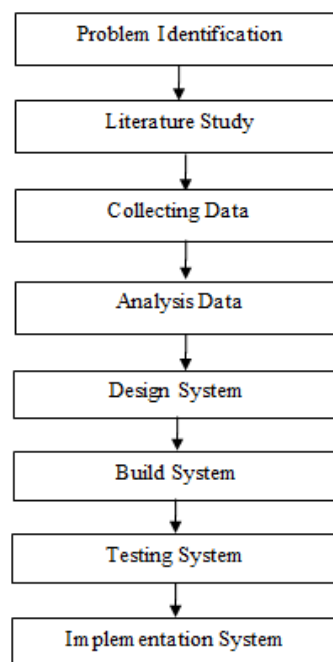 Problem Identification
Literature Study
Collecting Data
Analysis Data
Design System
Build System
Testing System
Implementation System